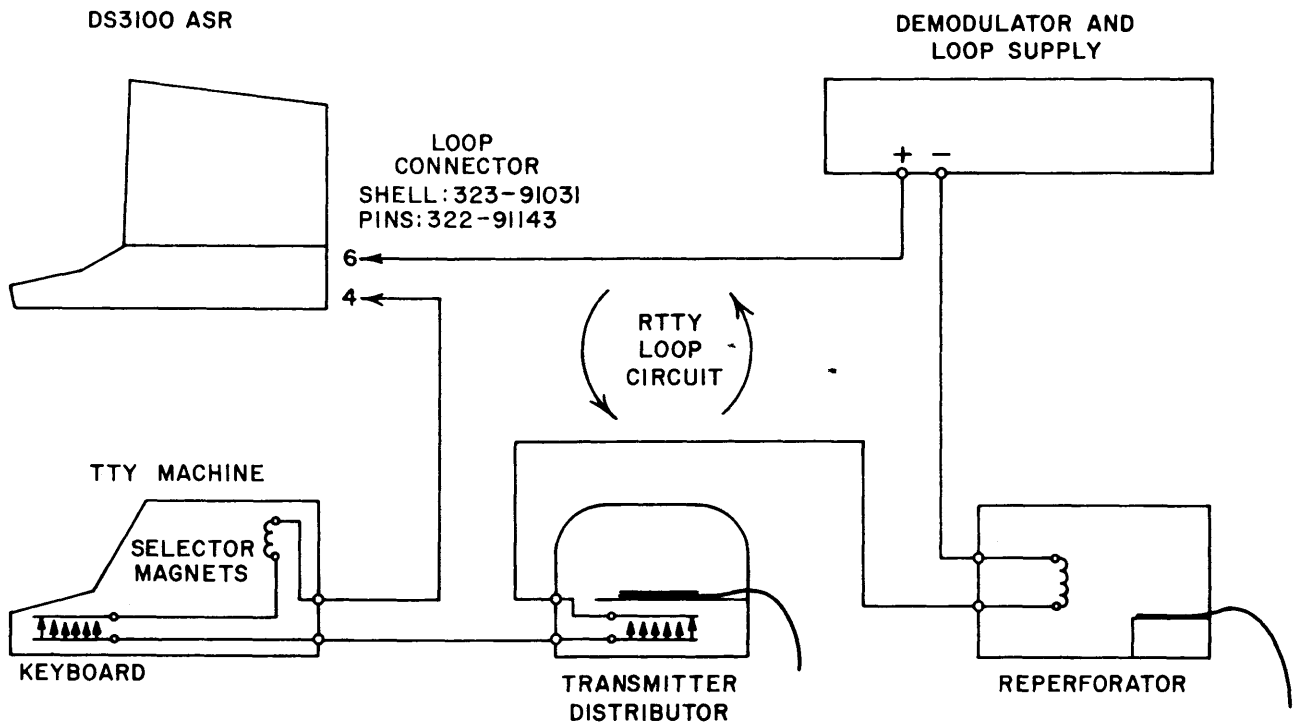 DS3100 ASR
DEMODULATOR AND
LOOP SUPPLY
LOOP
CONNECTOR
SHELL:323-91031
PINS:322-91143
+ -
6
4
RTTY
LOOP
CIRCUIT
TTY MACHINE
SELECTOR
MAGNETS
KEYBOARD
TRANSMITTER
DISTRIBUTOR
REPERFORATOR